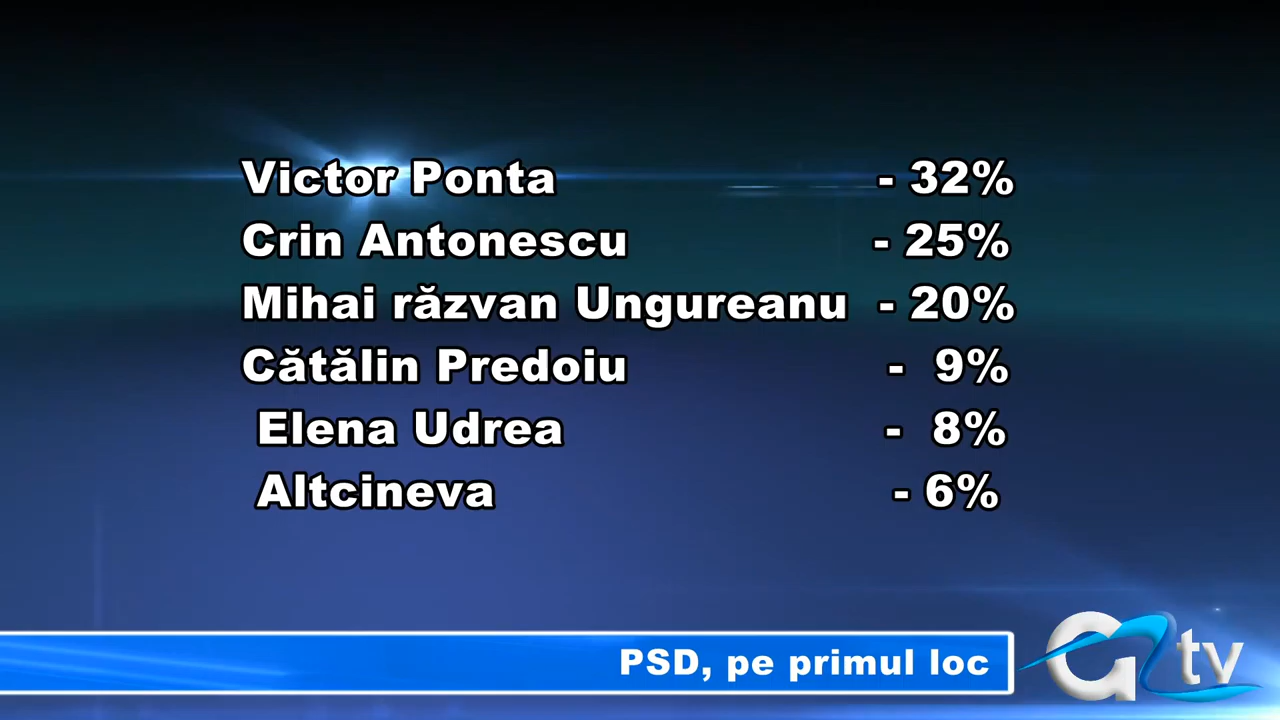 Victor Ponta - 32%
Crin Antonescu - 25%
Mihai răzvan Ungureanu - 20%
Cătălin Predoiu - 9%
Elena Udrea - 8%
Altcineva - 6%
PSD, pe primul loc
tv